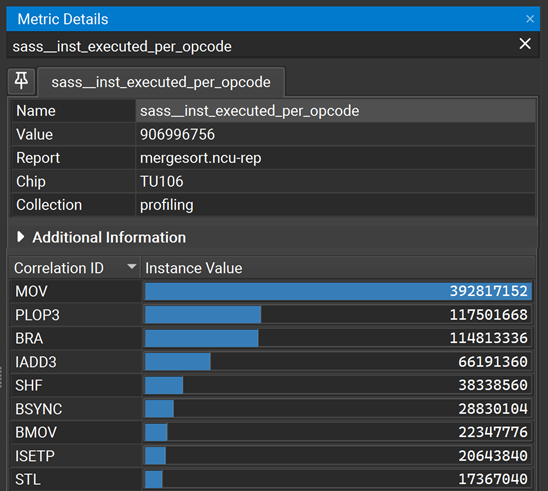 Metric Details
sass__inst_executed_per_opcode
sass__inst_executed_per_opcode
Name sass__inst_executed_per_opcode
Value 906996756
Report mergesort.ncu-rep
Chip TU106
Collection profiling
Additional Information
Correlation ID Instance Value
MOV 392817152
PLOP3 117501668
BRA 114813336
IADD3 66191360
SHF 38338560
BSYNC 28830104
BMOV 22347776
ISETP 20643840
STL 17367040